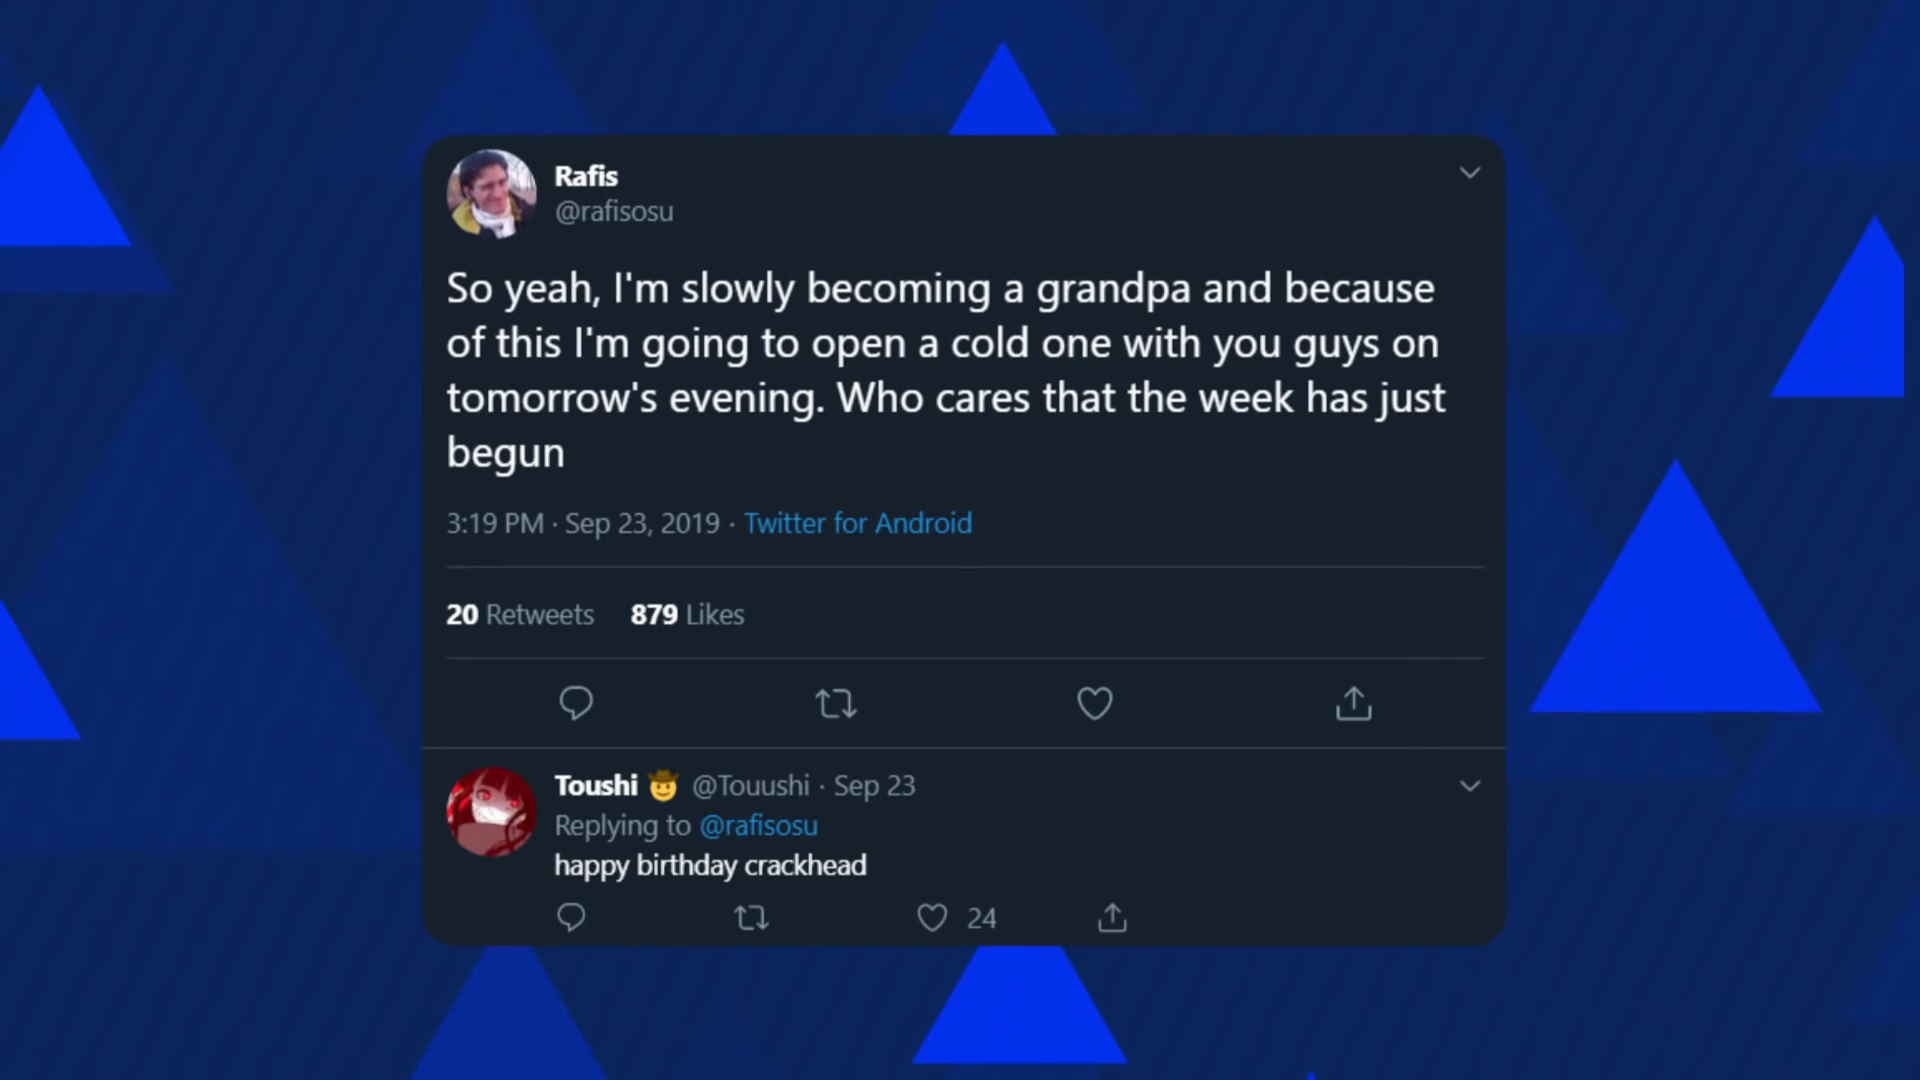 Rafis
@rafisosu
So yeah, I'm slowly becoming a grandpa and because
of this I'm going to open a cold one with you guys on
tomorrow's evening. Who cares that the week has just
begun
3:19 PM · Sep 23, 2019 · Twitter for Android
20 Retweets 879 Likes
Toushi 🤠 @Touushi · Sep 23
Replying to @rafisosu
happy birthday crackhead
24